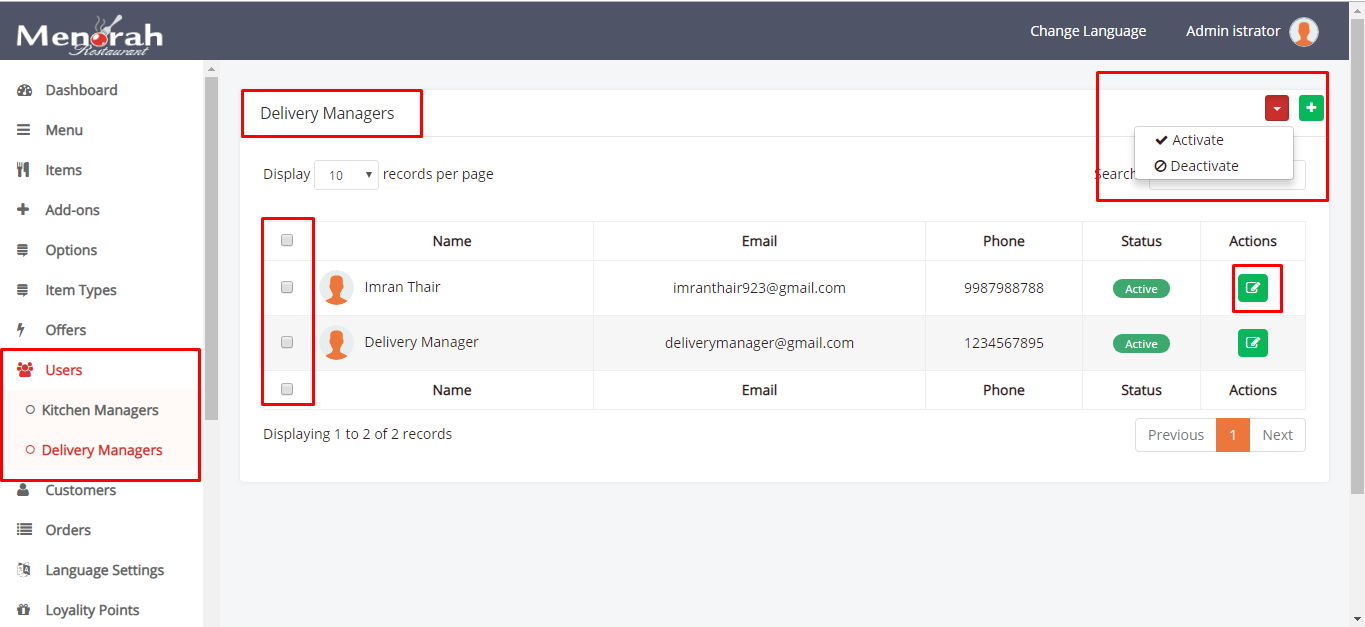 Menorah
Restaurant
Change Language
Admin istrator
Dashboard
Menu
Items
Add-ons
Options
Item Types
Offers
Users
Kitchen Managers
Delivery Managers
Customers
Orders
Language Settings
Loyality Points
Delivery Managers
Activate
Deactivate
Display 10 records per page
Search
Name Email Phone Status Actions
Imran Thair imranthair923@gmail.com 9987988788 Active
Delivery Manager deliverymanager@gmail.com 1234567895 Active
Name Email Phone Status Actions
Displaying 1 to 2 of 2 records
Previous 1 Next